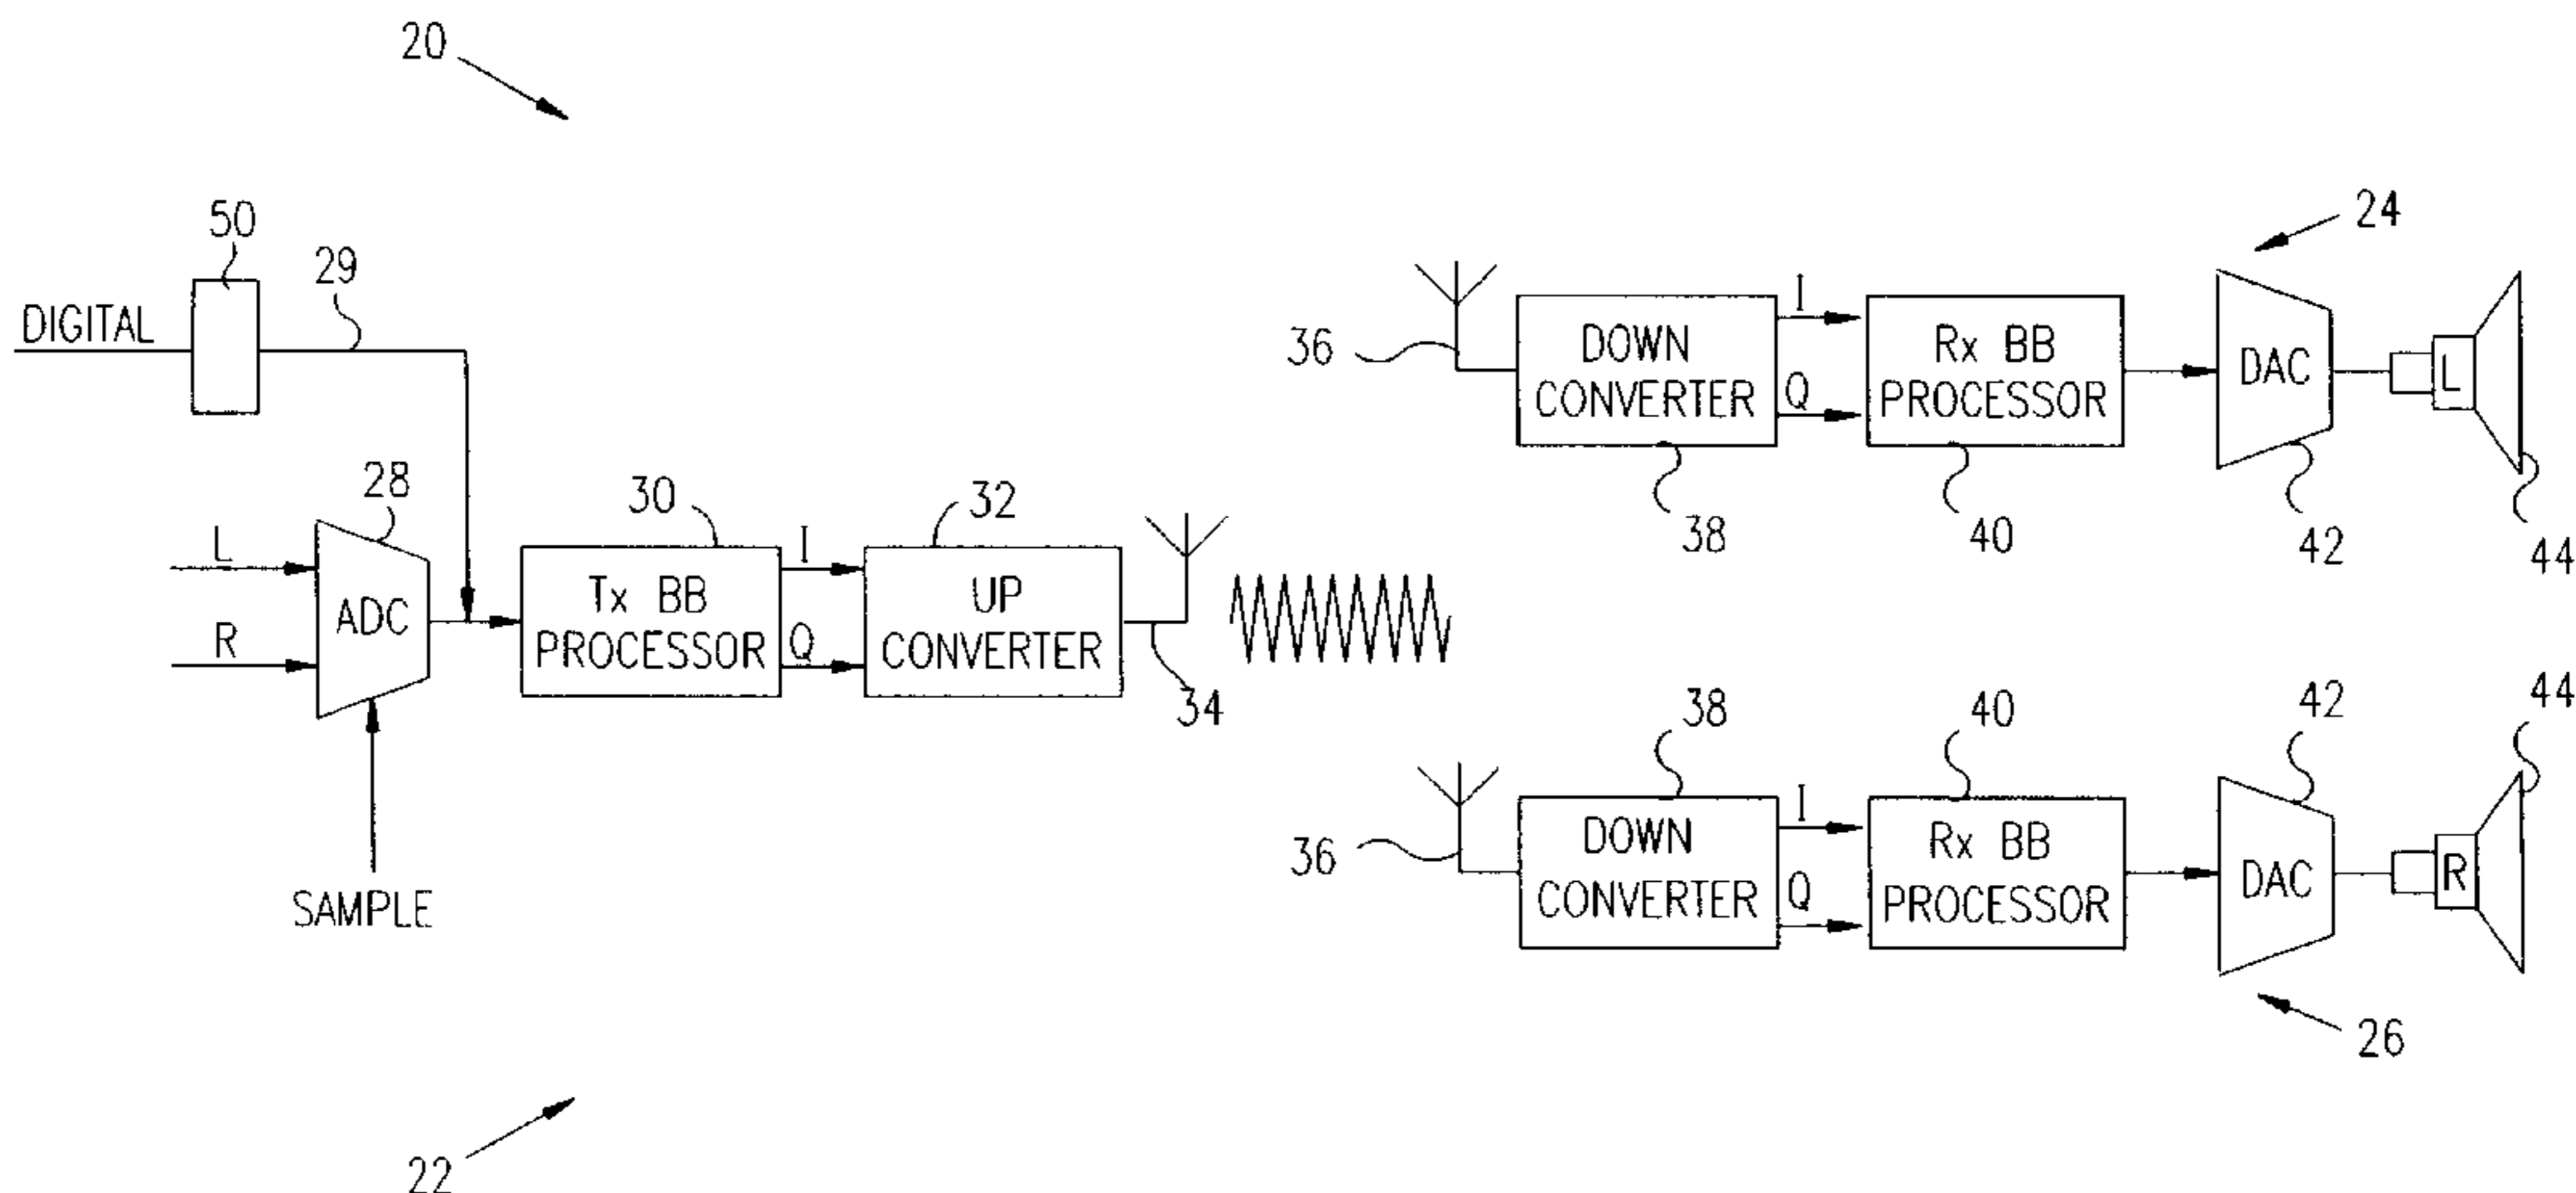 20
50
29
DIGITAL
24
36
DOWN
CONVERTER
I
Q
Rx BB
PROCESSOR
DAC
L
38
40
42
44
28
L
R
ADC
SAMPLE
30
Tx BB
PROCESSOR
I
Q
32
UP
CONVERTER
34
38
40
42
44
36
DOWN
CONVERTER
I
Q
Rx BB
PROCESSOR
DAC
R
26
22